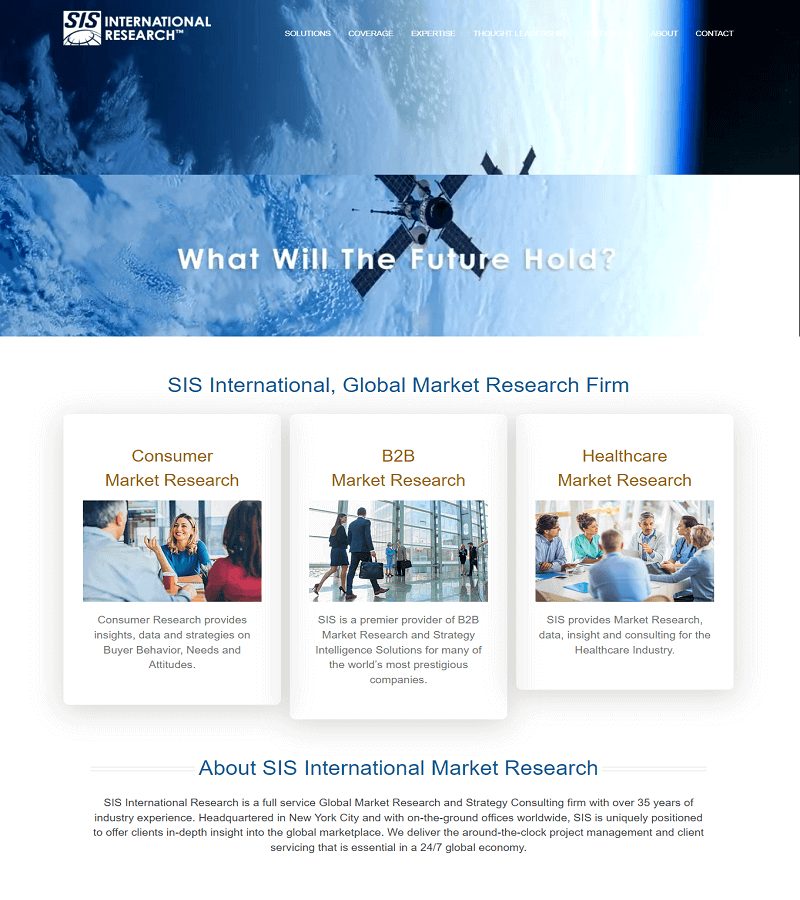 SIS INTERNATIONAL
RESEARCH™
SOLUTIONS COVERAGE EXPERTISE THOUGHT ABOUT CONTACT
What Will The Future Hold?
SIS International, Global Market Research Firm
Consumer
Market Research
Consumer Research provides
insights, data and strategies on
Buyer Behavior, Needs and
Attitudes.
B2B
Market Research
SIS is a premier provider of B2B
Market Research and Strategy
Intelligence Solutions for many of
the world's most prestigious
companies.
Healthcare
Market Research
SIS provides Market Research,
data, insight and consulting for the
Healthcare Industry.
About SIS International Market Research
SIS International Research is a full service Global Market Research and Strategy Consulting firm with over 35 years of
industry experience. Headquartered in New York City and with on-the-ground offices worldwide, SIS is uniquely positioned
to offer clients in-depth insight into the global marketplace. We deliver the around-the-clock project management and client
servicing that is essential in a 24/7 global economy.